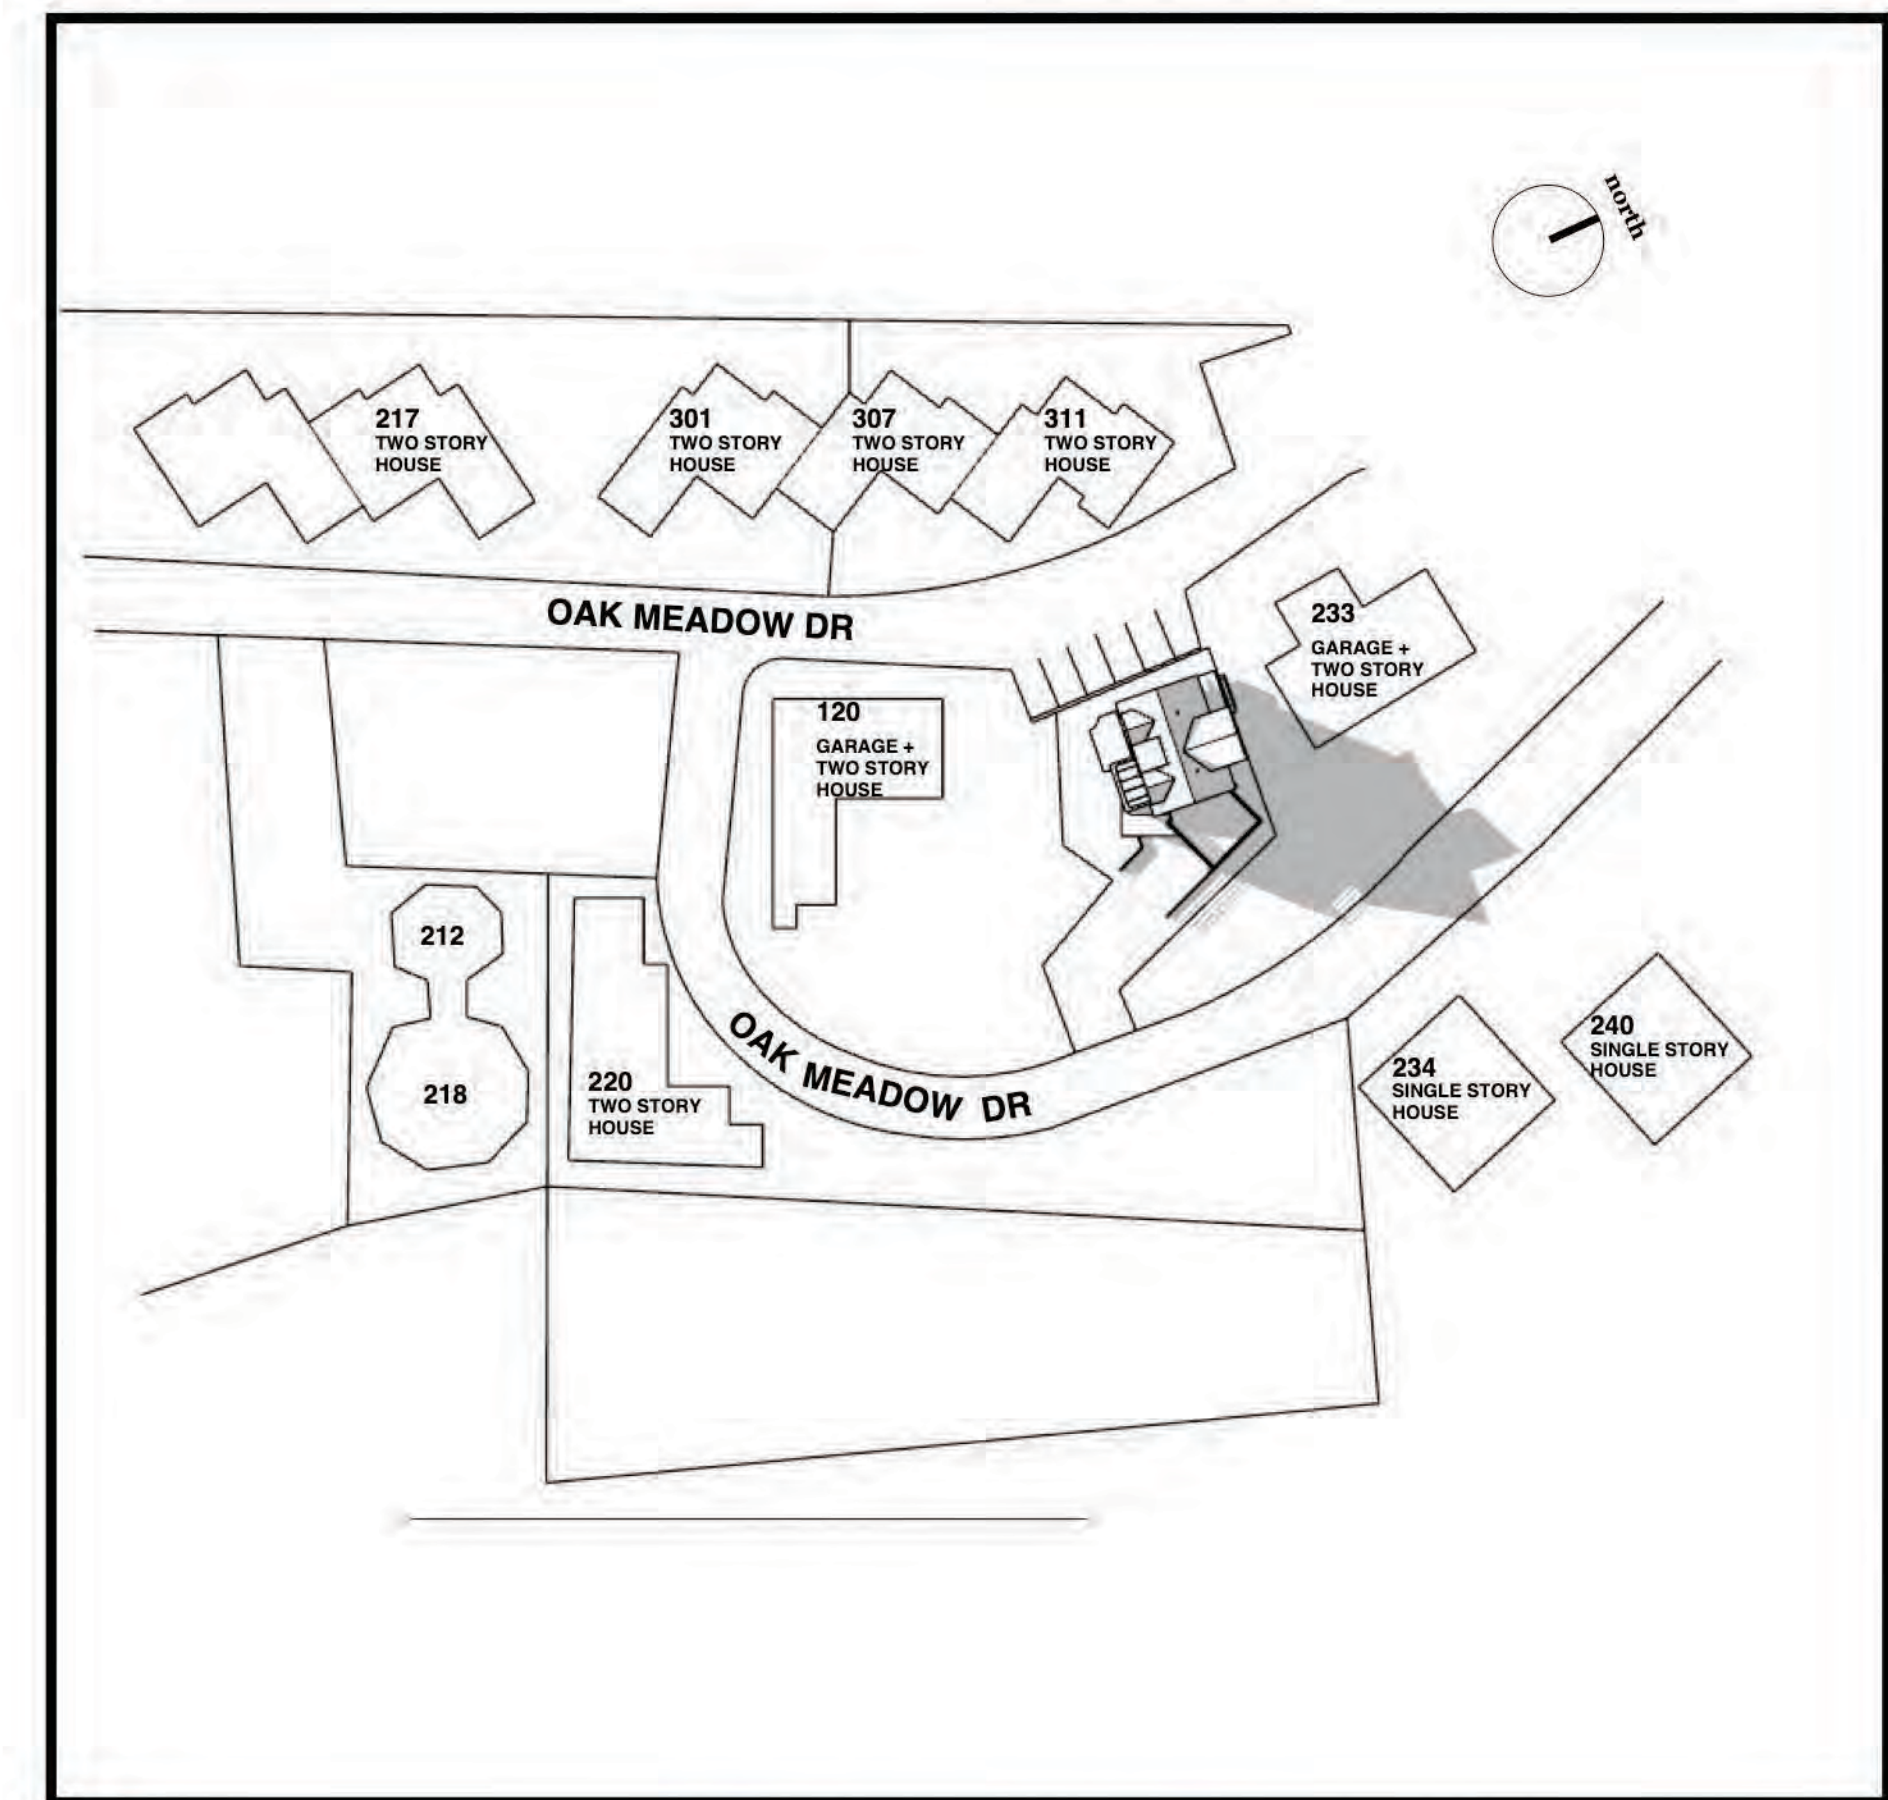 north
217
TWO STORY
HOUSE
301
TWO STORY
HOUSE
307
TWO STORY
HOUSE
311
TWO STORY
HOUSE
OAK MEADOW DR
233
GARAGE +
TWO STORY
HOUSE
120
GARAGE +
TWO STORY
HOUSE
212
218
220
TWO STORY
HOUSE
OAK MEADOW DR
234
SINGLE STORY
HOUSE
240
SINGLE STORY
HOUSE